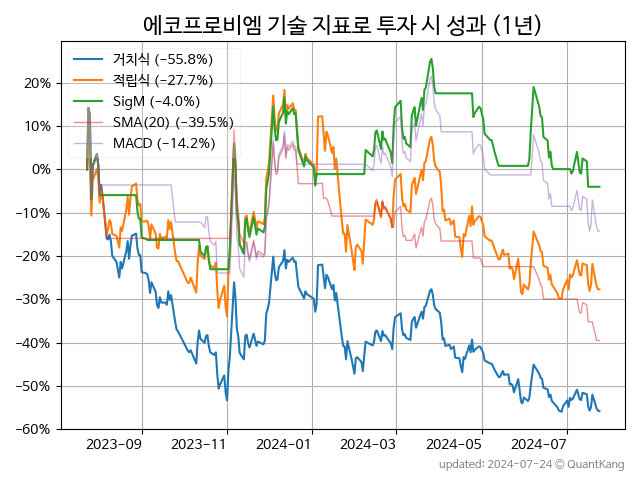 에코프로비엠 기술 지표로 투자 시 성과 (1년)
거치식 (−55.8%)
적립식 (−27.7%)
SigM (−4.0%)
SMA(20) (−39.5%)
MACD (−14.2%)
20%
10%
0%
−10%
−20%
−30%
−40%
−50%
−60%
2023−09
2023−11
2024−01
2024−03
2024−05
2024−07
updated: 2024−07−24 © QuantKang